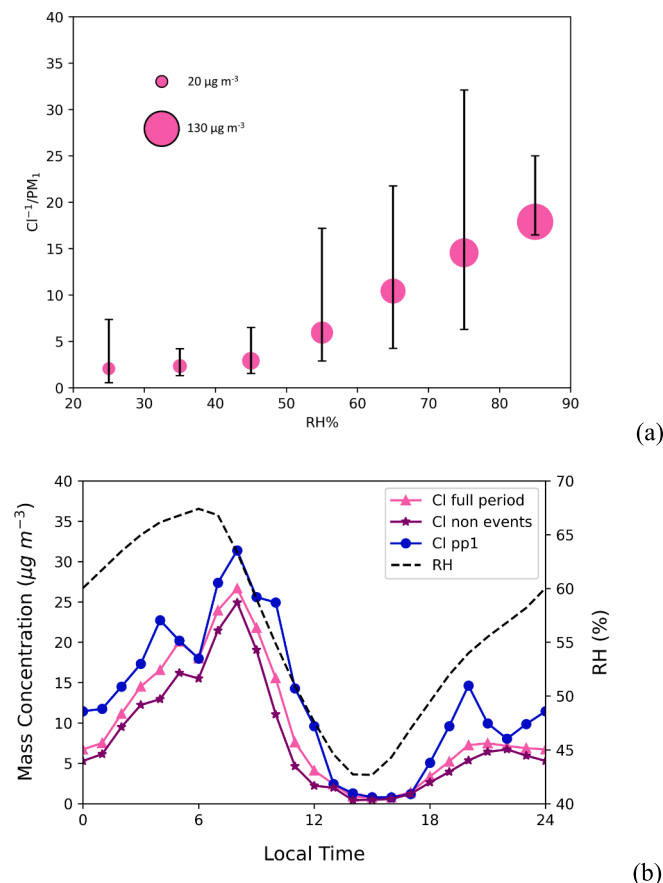 40
35
30
25
20
15
10
5
0
Cl⁻¹/PM₁
20 µg m⁻³
130 µg m⁻³
20 30 40 50 60 70 80 90
RH%
(a)
40
35
30
25
20
15
10
5
0
Mass Concentration (µg m⁻³)
Cl full period
Cl non events
Cl pp1
RH
70
65
60
55
50
45
40
RH (%)
0 6 12 18 24
Local Time
(b)